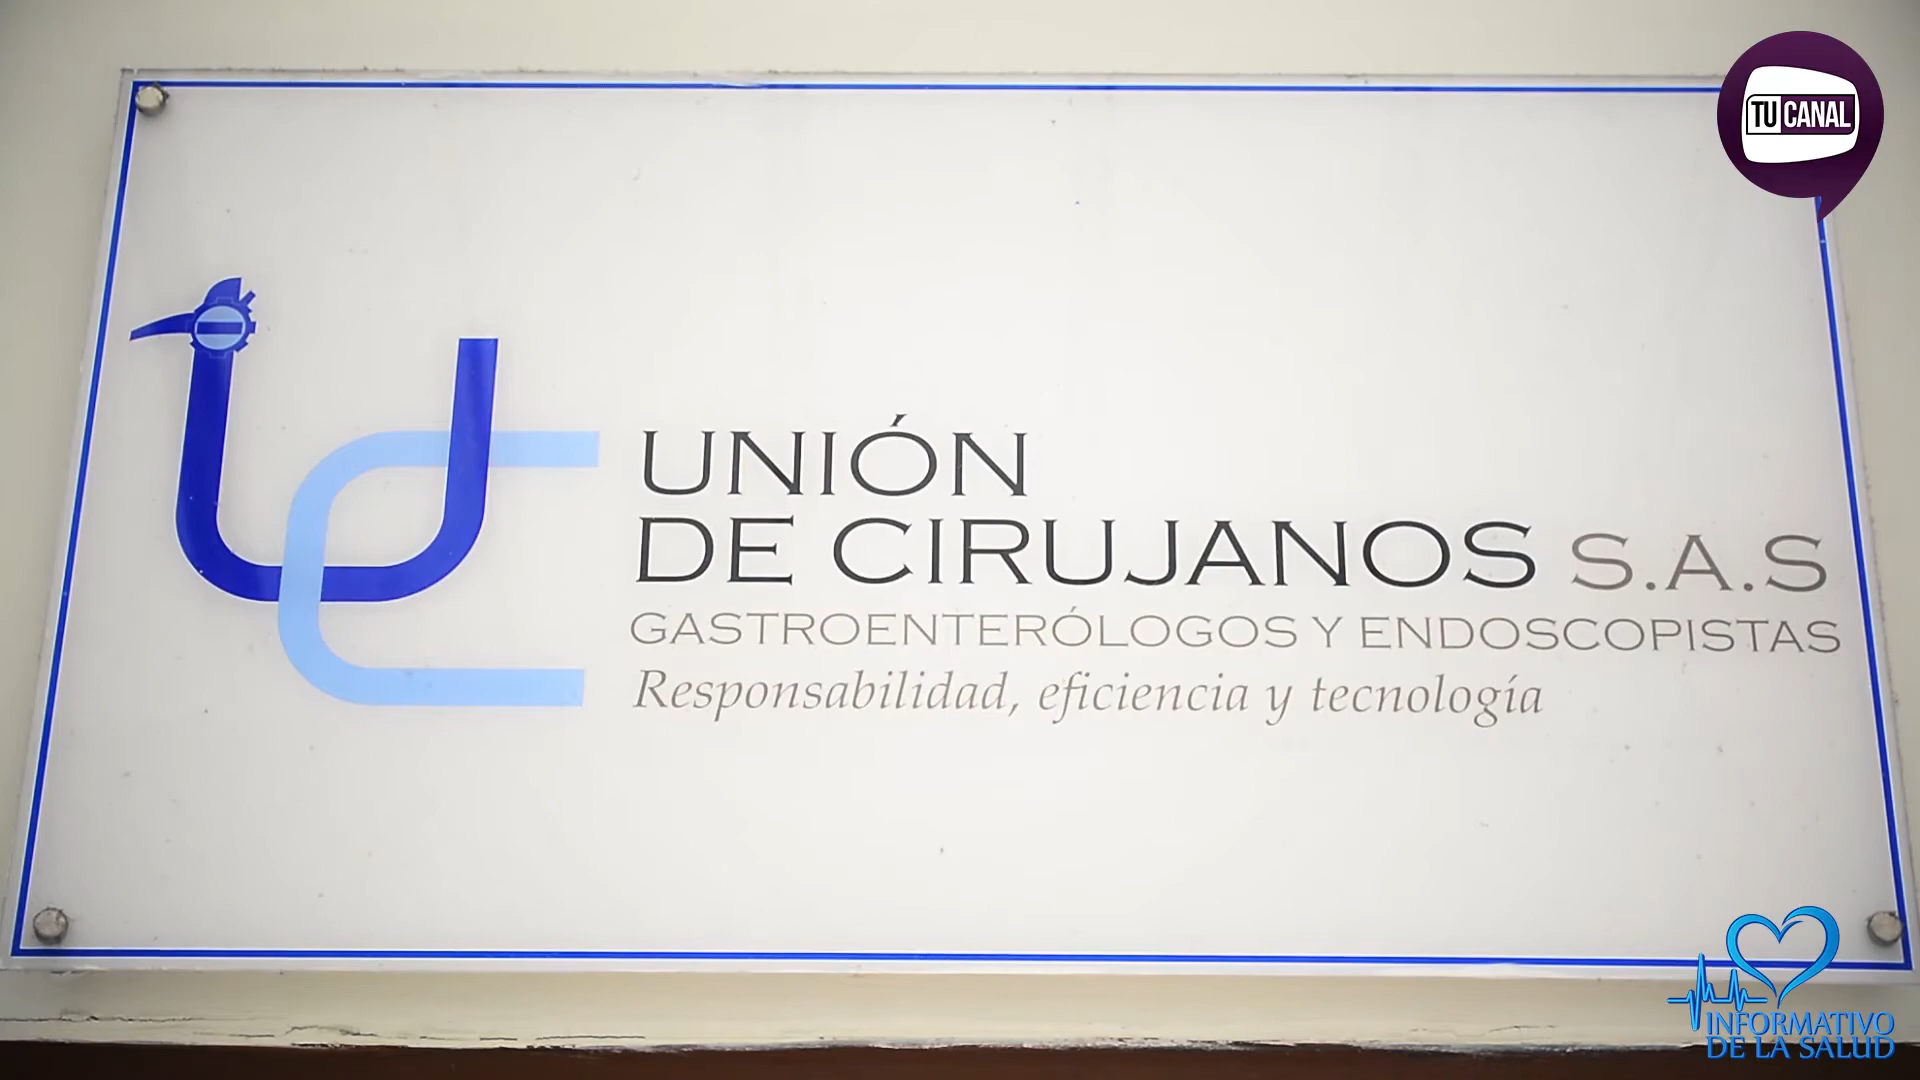 TU CANAL
UNIÓN
DE CIRUJANOS S.A.S
GASTROENTERÓLOGOS Y ENDOSCOPISTAS
Responsabilidad, eficiencia y tecnología
INFORMATIVO
DE LA SALUD